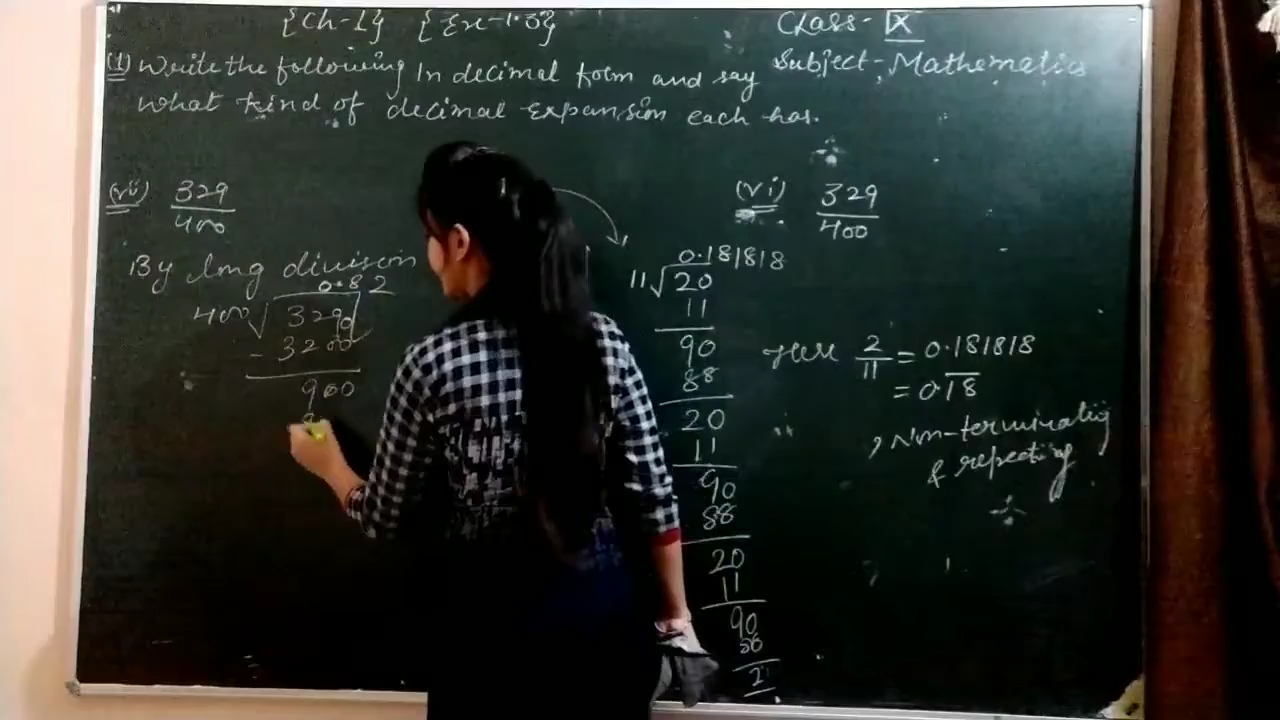 {Ch-1} {Ex-1.3}
Class- IX
Subject-Mathematics
(1) Write the following In decimal form and say
what kind of decimal expansion each has.
(vi) 329
400
By long division
0.82
400 √ 3290
- 3200
900
(vi) 329
400
0.181818
11 √ 20
11
90
88
20
11
90
88
20
11
90
88
2
Here 2/11 = 0.181818
= 0.1̅8̅
, Non-terminating
& repeating